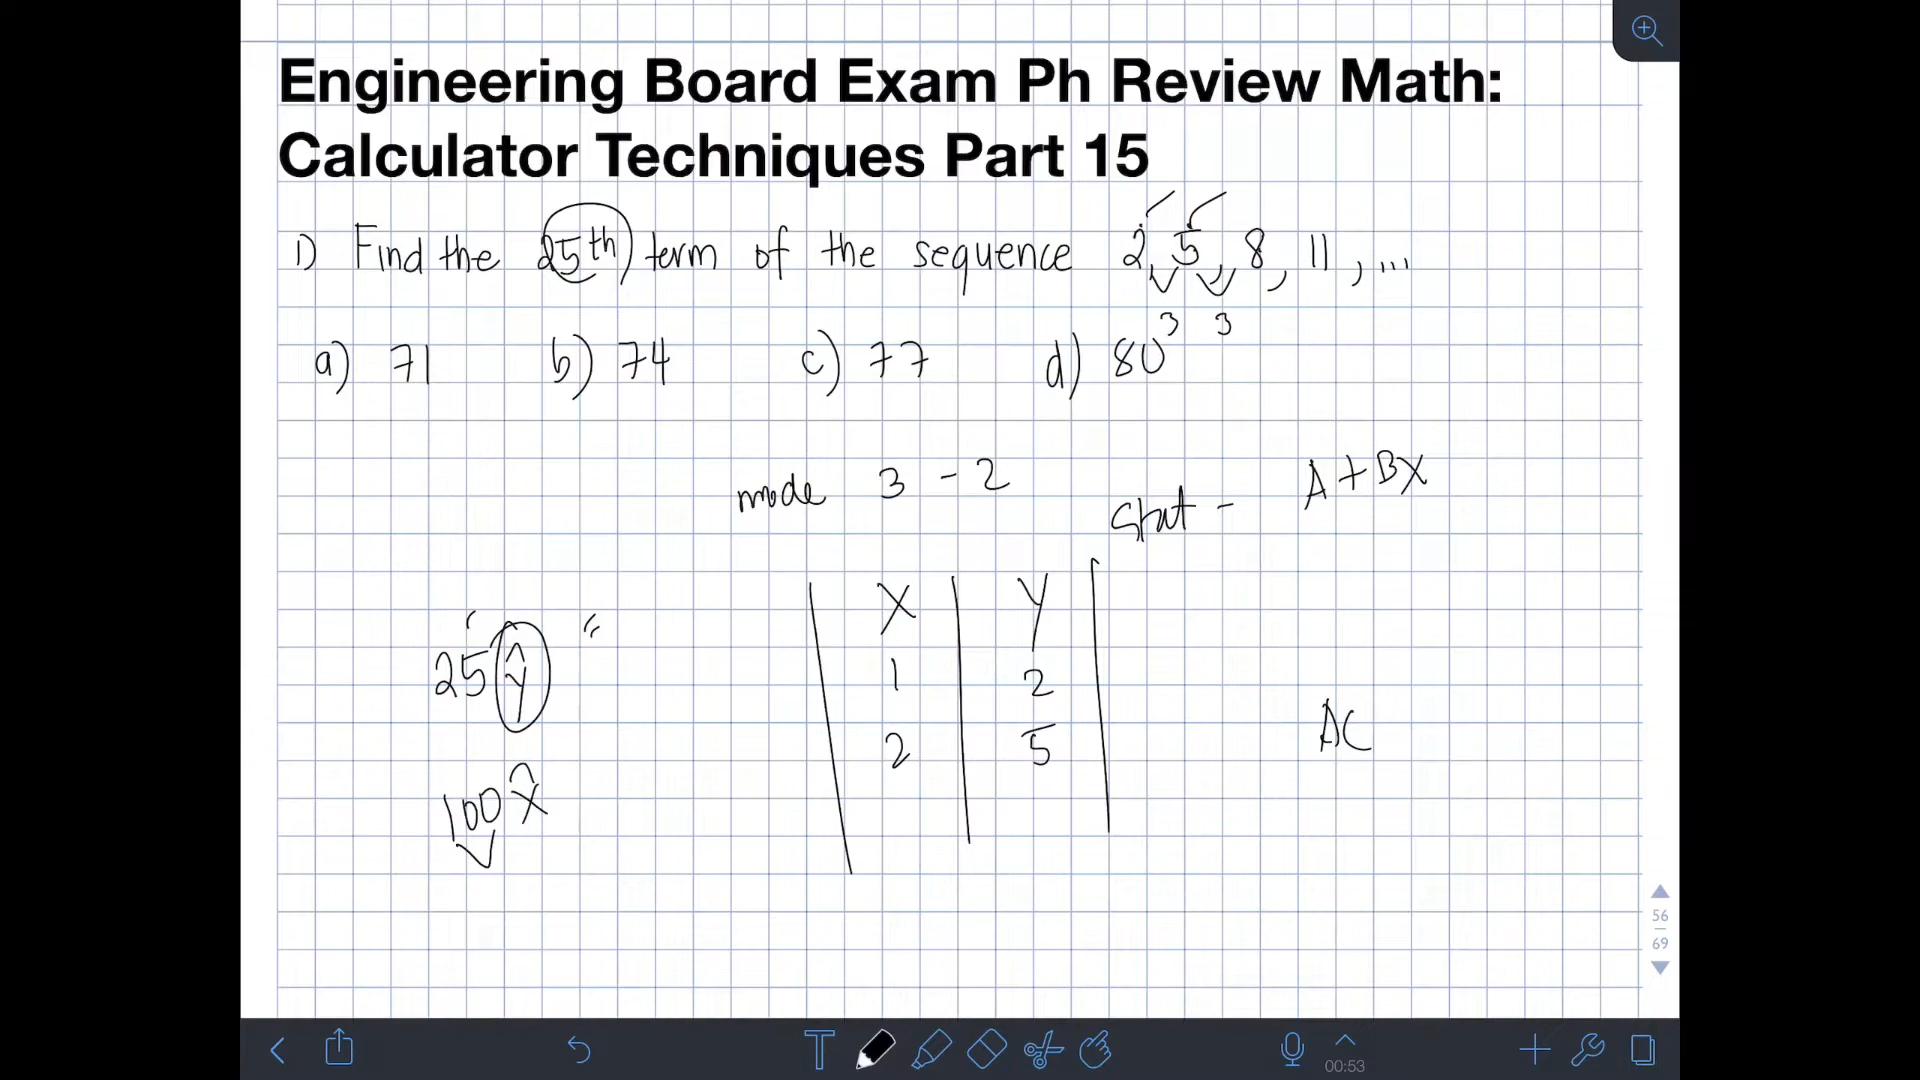 Engineering Board Exam Ph Review Math:
Calculator Techniques Part 15
1) Find the 25th term of the sequence 2, 5, 8, 11, ...
3 3
a) 71 b) 74 c) 77 d) 80
mode 3 - 2 Stat - A+BX
X Y
25ŷ 1 2
2 5 AC
100x̂
56
69
T
00:53